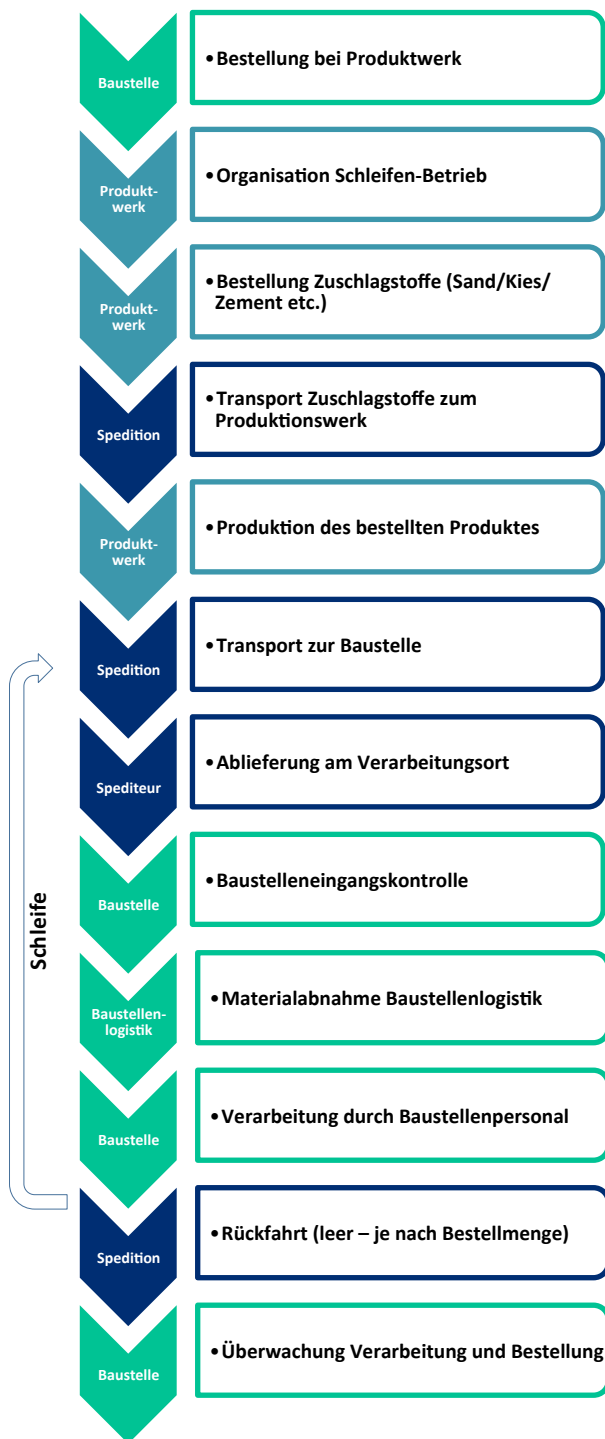 Baustelle
•Bestellung bei Produktwerk
Produkt-
werk
•Organisation Schleifen-Betrieb
Produkt-
werk
•Bestellung Zuschlagstoffe (Sand/Kies/
Zement etc.)
Spedition
•Transport Zuschlagstoffe zum
Produktionswerk
Produkt-
werk
•Produktion des bestellten Produktes
Spedition
•Transport zur Baustelle
Spediteur
•Ablieferung am Verarbeitungsort
Baustelle
•Baustelleneingangskontrolle
Schleife
Baustellen-
logistik
•Materialabnahme Baustellenlogistik
Baustelle
•Verarbeitung durch Baustellenpersonal
Spedition
•Rückfahrt (leer – je nach Bestellmenge)
Baustelle
•Überwachung Verarbeitung und Bestellung